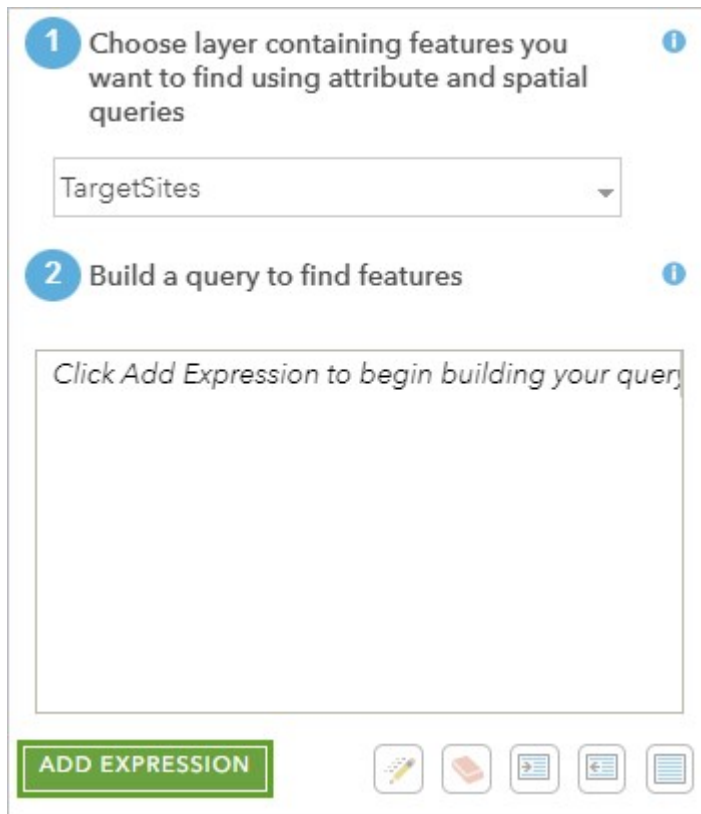 1 Choose layer containing features you
want to find using attribute and spatial
queries
TargetSites
2 Build a query to find features
Click Add Expression to begin building your query
ADD EXPRESSION